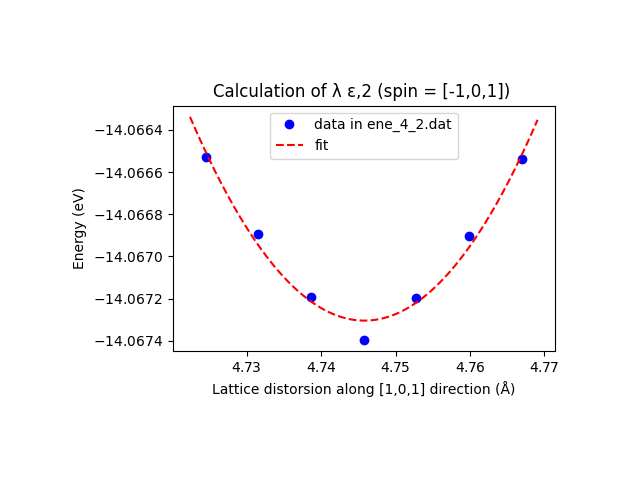 Calculation of λ ε,2 (spin = [-1,0,1])
data in ene_4_2.dat
fit
Energy (eV)
−14.0664
−14.0666
−14.0668
−14.0670
−14.0672
−14.0674
4.73 4.74 4.75 4.76 4.77
Lattice distorsion along [1,0,1] direction (Å)